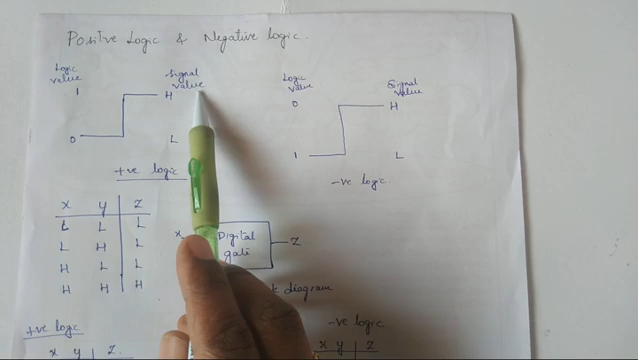 Positve Logic & Negative logic.
Logic value
Signal value
1
H
0
L
+ve logic
Logic value
Signal value
0
H
1
L
-ve logic.
x y z
L L L
L H L
H L L
H H H
x
Digital gate
z
diagram
+ve logic
x y z
-ve logic
x y z